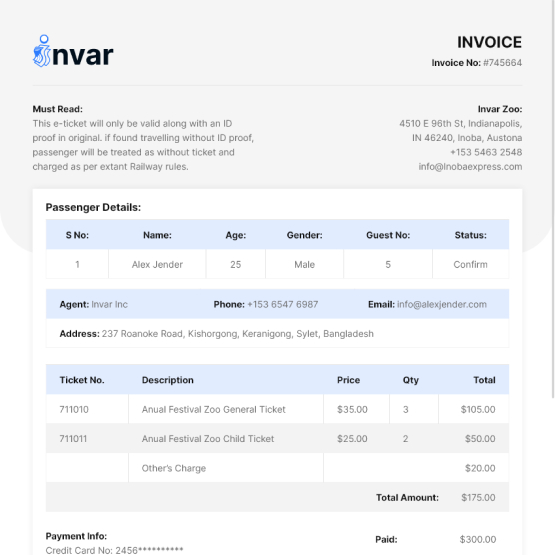 invar
INVOICE
Invoice No: #745664
Must Read:
This e-ticket will only be valid along with an ID
proof in original. if found travelling without ID proof,
passenger will be treated as without ticket and
charged as per extant Railway rules.
Invar Zoo:
4510 E 96th St, Indianapolis,
IN 46240, Inoba, Austona
+153 5463 2548
info@Inobaexpress.com
Passenger Details:
S No: Name: Age: Gender: Guest No: Status:
1 Alex Jender 25 Male 5 Confirm
Agent: Invar Inc Phone: +153 6547 6987 Email: info@alexjender.com
Address: 237 Roanoke Road, Kishorgong, Keranigong, Sylet, Bangladesh
Ticket No. Description Price Qty Total
711010 Anual Festival Zoo General Ticket $35.00 3 $105.00
711011 Anual Festival Zoo Child Ticket $25.00 2 $50.00
Other's Charge $20.00
Total Amount: $175.00
Payment Info:
Credit Card No: 2456**********
Paid: $300.00